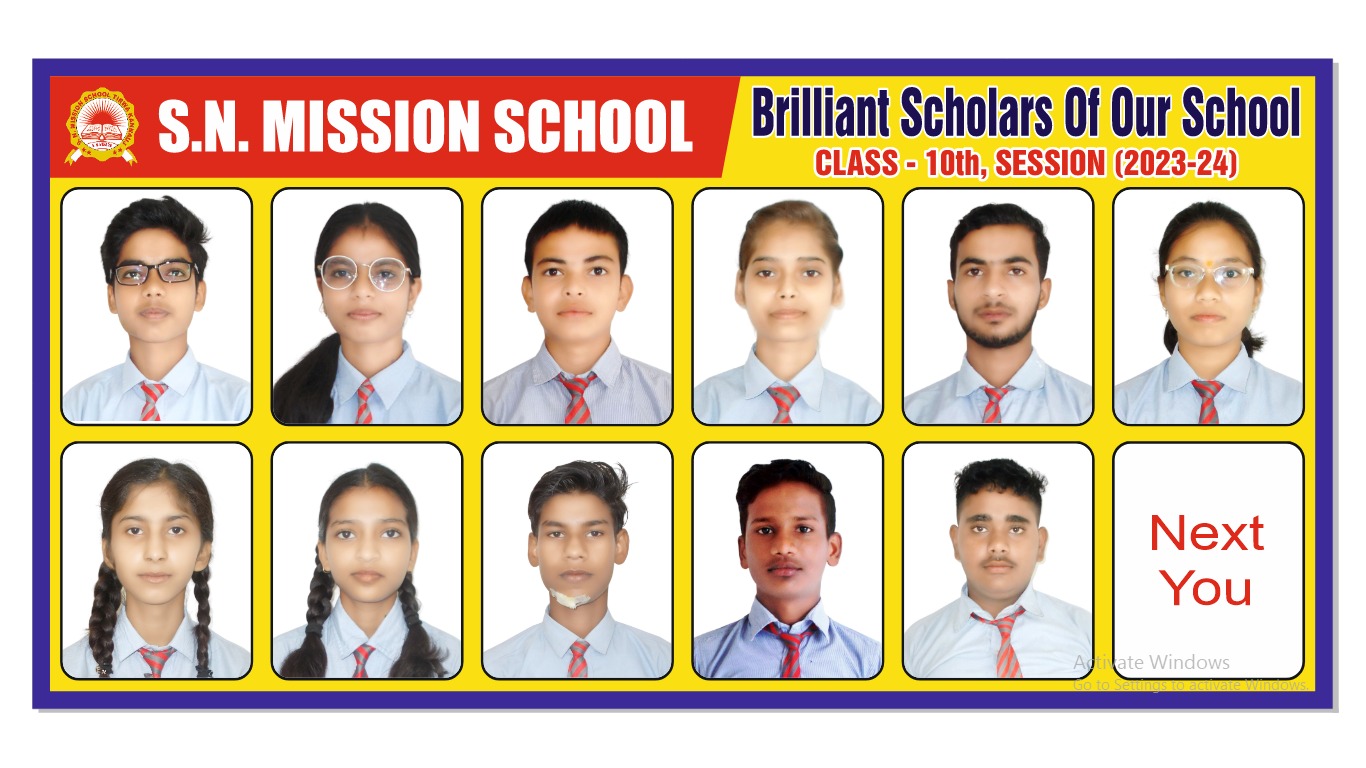 S.N. MISSION SCHOOL
Brilliant Scholars Of Our School
CLASS - 10th, SESSION (2023-24)
Next
You
Activate Windows
Go to Settings to activate Windows.